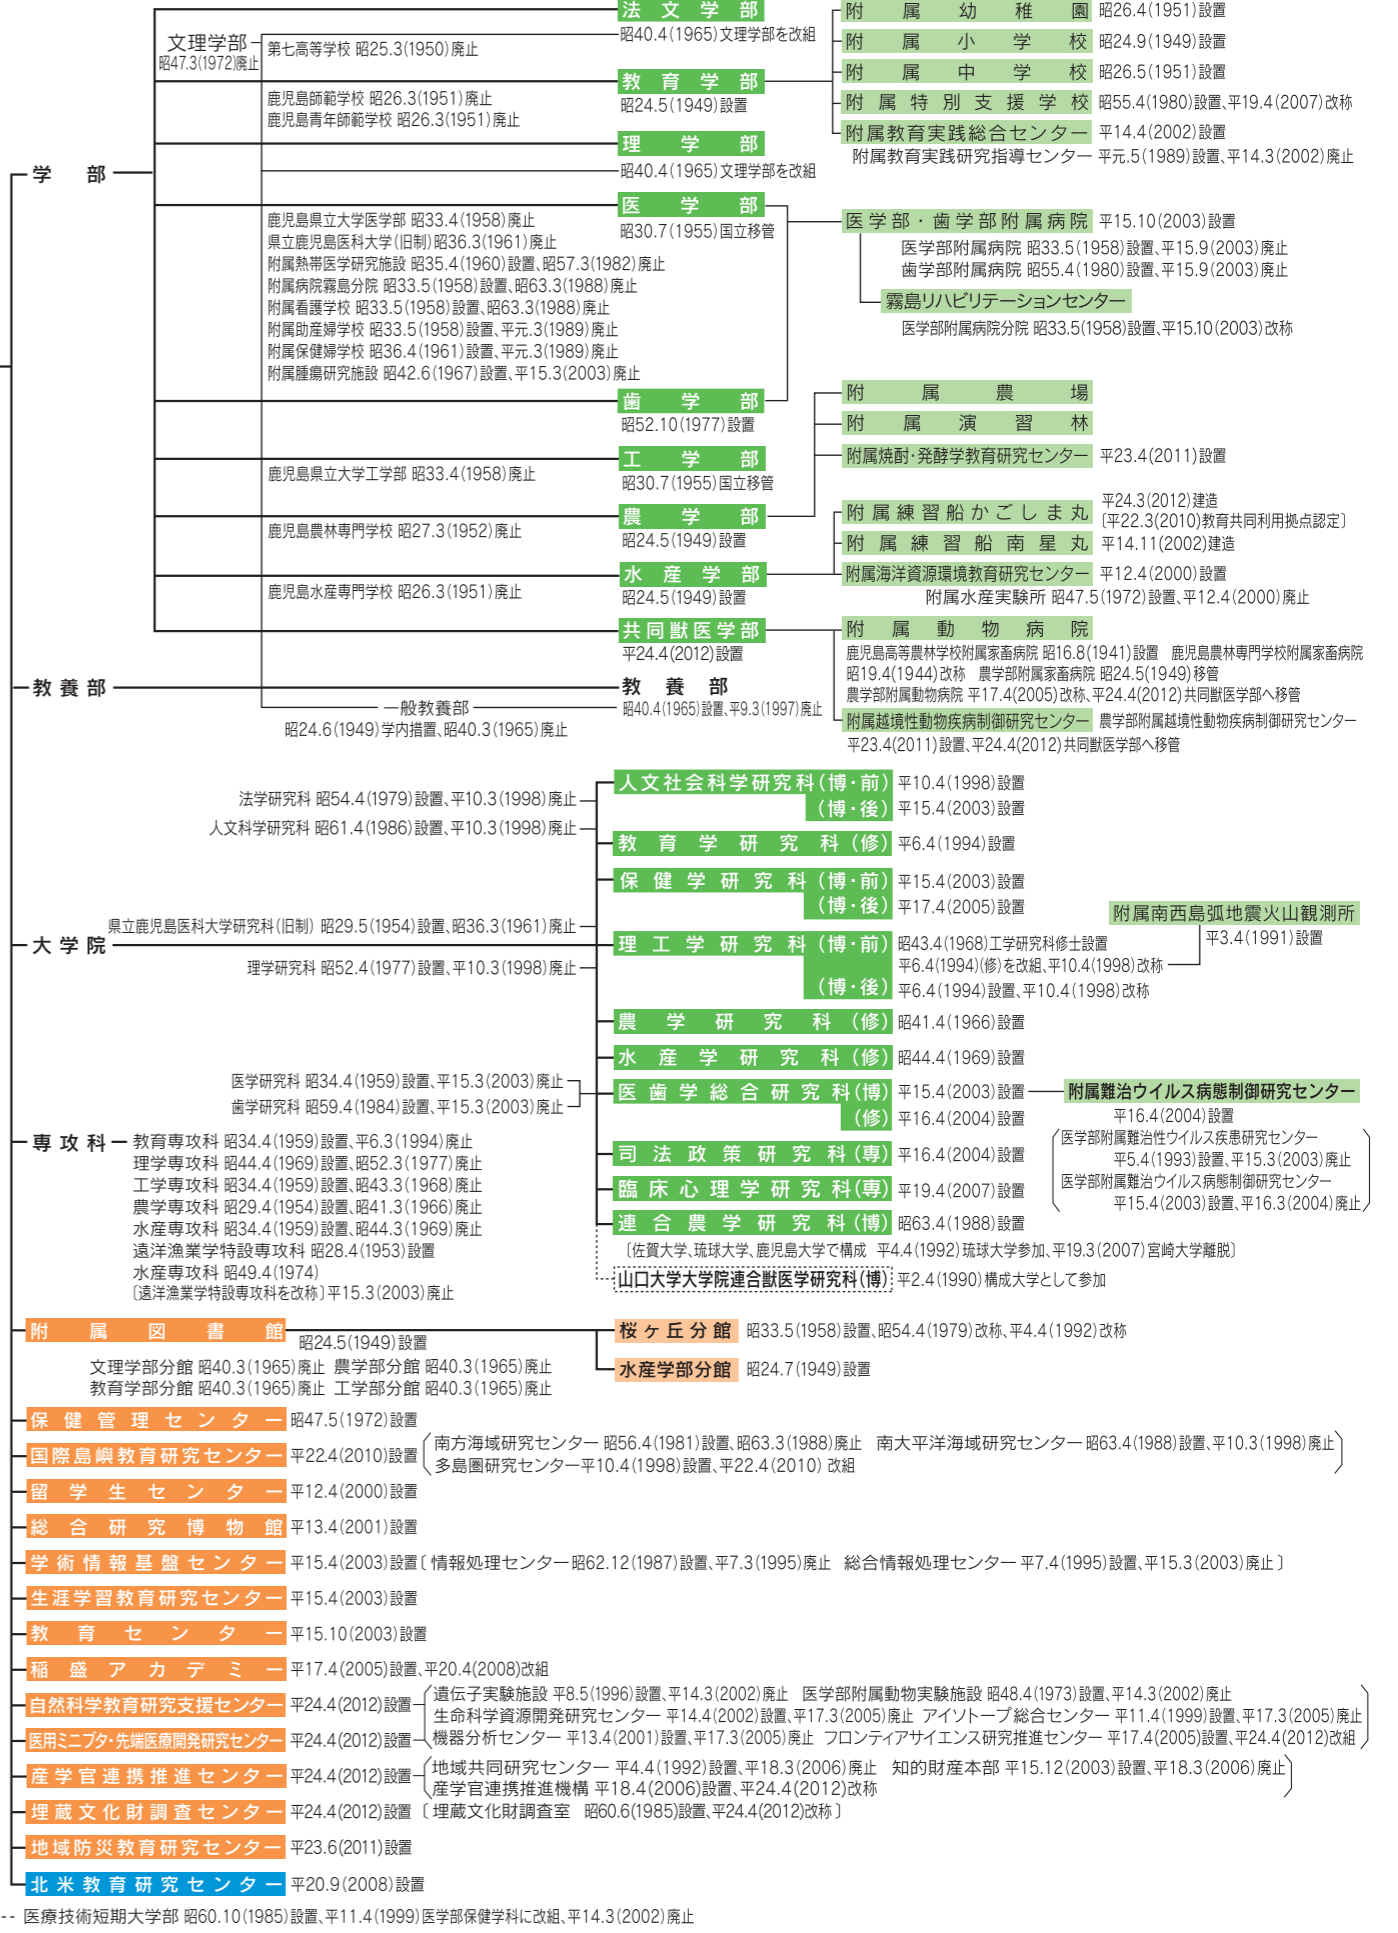 法文学部
昭40.4(1965)文理学部を改組
文理学部
昭47.3(1972)廃止
第七高等学校 昭25.3(1950)廃止
教育学部
昭24.5(1949)設置
附属幼稚園 昭26.4(1951)設置
附属小学校 昭24.9(1949)設置
附属中学校 昭26.5(1951)設置
附属特別支援学校 昭55.4(1980)設置、平19.4(2007)改称
附属教育実践総合センター 平14.4(2002)設置
附属教育実践研究指導センター 平元.5(1989)設置、平14.3(2002)廃止
鹿児島師範学校 昭26.3(1951)廃止
鹿児島青年師範学校 昭26.3(1951)廃止
理学部
昭40.4(1965)文理学部を改組
学部
医学部
昭30.7(1955)国立移管
鹿児島県立大学医学部 昭33.4(1958)廃止
県立鹿児島医科大学(旧制)昭36.3(1961)廃止
附属熱帯医学研究施設 昭35.4(1960)設置、昭57.3(1982)廃止
附属病院霧島分院 昭33.5(1958)設置、昭63.3(1988)廃止
附属看護学校 昭33.5(1958)設置、昭63.3(1988)廃止
附属助産婦学校 昭33.5(1958)設置、平元.3(1989)廃止
附属保健婦学校 昭36.4(1961)設置、平元.3(1989)廃止
附属腫瘍研究施設 昭42.6(1967)設置、平15.3(2003)廃止
医学部・歯学部附属病院 平15.10(2003)設置
医学部附属病院 昭33.5(1958)設置、平15.9(2003)廃止
歯学部附属病院 昭55.4(1980)設置、平15.9(2003)廃止
霧島リハビリテーションセンター
医学部附属病院分院 昭33.5(1958)設置、平15.10(2003)改称
歯学部
昭52.10(1977)設置
工学部
昭30.7(1955)国立移管
鹿児島県立大学工学部 昭33.4(1958)廃止
農学部
昭24.5(1949)設置
鹿児島農林専門学校 昭27.3(1952)廃止
附属農場
附属演習林
附属焼酎・発酵学教育研究センター 平23.4(2011)設置
水産学部
昭24.5(1949)設置
鹿児島水産専門学校 昭26.3(1951)廃止
附属練習船かごしま丸 平24.3(2012)建造
〔平22.3(2010)教育共同利用拠点認定〕
附属練習船南星丸 平14.11(2002)建造
附属海洋資源環境教育研究センター 平12.4(2000)設置
附属水産実験所 昭47.5(1972)設置、平12.4(2000)廃止
共同獣医学部
平24.4(2012)設置
附属動物病院
鹿児島高等農林学校附属家畜病院 昭16.8(1941)設置 鹿児島農林専門学校附属家畜病院
昭19.4(1944)改称 農学部附属家畜病院 昭24.5(1949)移管
農学部附属動物病院 平17.4(2005)改称、平24.4(2012)共同獣医学部へ移管
附属越境性動物疾病制御研究センター 農学部附属越境性動物疾病制御研究センター
平23.4(2011)設置、平24.4(2012)共同獣医学部へ移管
教養部 教養部
昭40.4(1965)設置、平9.3(1997)廃止
一般教養部
昭24.6(1949)学内措置、昭40.3(1965)廃止
大学院
法学研究科 昭54.4(1979)設置、平10.3(1998)廃止
人文科学研究科 昭61.4(1986)設置、平10.3(1998)廃止
県立鹿児島医科大学研究科(旧制) 昭29.5(1954)設置、昭36.3(1961)廃止
理学研究科 昭52.4(1977)設置、平10.3(1998)廃止
医学研究科 昭34.4(1959)設置、平15.3(2003)廃止
歯学研究科 昭59.4(1984)設置、平15.3(2003)廃止
人文社会科学研究科(博・前) 平10.4(1998)設置
(博・後) 平15.4(2003)設置
教育学研究科(修) 平6.4(1994)設置
保健学研究科(博・前) 平15.4(2003)設置
(博・後) 平17.4(2005)設置
理工学研究科(博・前) 昭43.4(1968)工学研究科修士設置
平6.4(1994)(修)を改組、平10.4(1998)改称
(博・後) 平6.4(1994)設置、平10.4(1998)改称
附属南西島弧地震火山観測所
平3.4(1991)設置
農学研究科(修) 昭41.4(1966)設置
水産学研究科(修) 昭44.4(1969)設置
医歯学総合研究科(博) 平15.4(2003)設置
(修) 平16.4(2004)設置
附属難治ウイルス病態制御研究センター
平16.4(2004)設置
医学部附属難治性ウイルス疾患研究センター
平5.4(1993)設置、平15.3(2003)廃止
医学部附属難治ウイルス病態制御研究センター
平15.4(2003)設置、平16.3(2004)廃止
司法政策研究科(専) 平16.4(2004)設置
臨床心理学研究科(専) 平19.4(2007)設置
連合農学研究科(博) 昭63.4(1988)設置
〔佐賀大学、琉球大学、鹿児島大学で構成 平4.4(1992)琉球大学参加、平19.3(2007)宮崎大学離脱〕
山口大学大学院連合獣医学研究科(博) 平2.4(1990)構成大学として参加
専攻科 教育専攻科 昭34.4(1959)設置、平6.3(1994)廃止
理学専攻科 昭44.4(1969)設置、昭52.3(1977)廃止
工学専攻科 昭34.4(1959)設置、昭43.3(1968)廃止
農学専攻科 昭29.4(1954)設置、昭41.3(1966)廃止
水産専攻科 昭34.4(1959)設置、昭44.3(1969)廃止
遠洋漁業学特設専攻科 昭28.4(1953)設置
水産専攻科 昭49.4(1974)
〔遠洋漁業学特設専攻科を改称〕平15.3(2003)廃止
附属図書館
昭24.5(1949)設置
文理学部分館 昭40.3(1965)廃止 農学部分館 昭40.3(1965)廃止
教育学部分館 昭40.3(1965)廃止 工学部分館 昭40.3(1965)廃止
桜ヶ丘分館 昭33.5(1958)設置、昭54.4(1979)改称、平4.4(1992)改称
水産学部分館 昭24.7(1949)設置
保健管理センター 昭47.5(1972)設置
国際島嶼教育研究センター 平22.4(2010)設置
南方海域研究センター 昭56.4(1981)設置、昭63.3(1988)廃止 南太平洋海域研究センター 昭63.4(1988)設置、平10.3(1998)廃止
多島圏研究センター平10.4(1998)設置、平22.4(2010) 改組
留学生センター 平12.4(2000)設置
総合研究博物館 平13.4(2001)設置
学術情報基盤センター 平15.4(2003)設置〔情報処理センター昭62.12(1987)設置、平7.3(1995)廃止 総合情報処理センター 平7.4(1995)設置、平15.3(2003)廃止〕
生涯学習教育研究センター 平15.4(2003)設置
教育センター 平15.10(2003)設置
稲盛アカデミー 平17.4(2005)設置、平20.4(2008)改組
自然科学教育研究支援センター 平24.4(2012)設置
遺伝子実験施設 平8.5(1996)設置、平14.3(2002)廃止 医学部附属動物実験施設 昭48.4(1973)設置、平14.3(2002)廃止
生命科学資源開発研究センター 平14.4(2002)設置、平17.3(2005)廃止 アイソトープ総合センター 平11.4(1999)設置、平17.3(2005)廃止
機器分析センター 平13.4(2001)設置、平17.3(2005)廃止 フロンティアサイエンス研究推進センター 平17.4(2005)設置、平24.4(2012)改組
医用ミニブタ・先端医療開発研究センター 平24.4(2012)設置
産学官連携推進センター 平24.4(2012)設置
地域共同研究センター 平4.4(1992)設置、平18.3(2006)廃止 知的財産本部 平15.12(2003)設置、平18.3(2006)廃止
産学官連携推進機構 平18.4(2006)設置、平24.4(2012)改称
埋蔵文化財調査センター 平24.4(2012)設置〔埋蔵文化財調査室 昭60.6(1985)設置、平24.4(2012)改称〕
地域防災教育研究センター 平23.6(2011)設置
北米教育研究センター 平20.9(2008)設置
医療技術短期大学部 昭60.10(1985)設置、平11.4(1999)医学部保健学科に改組、平14.3(2002)廃止